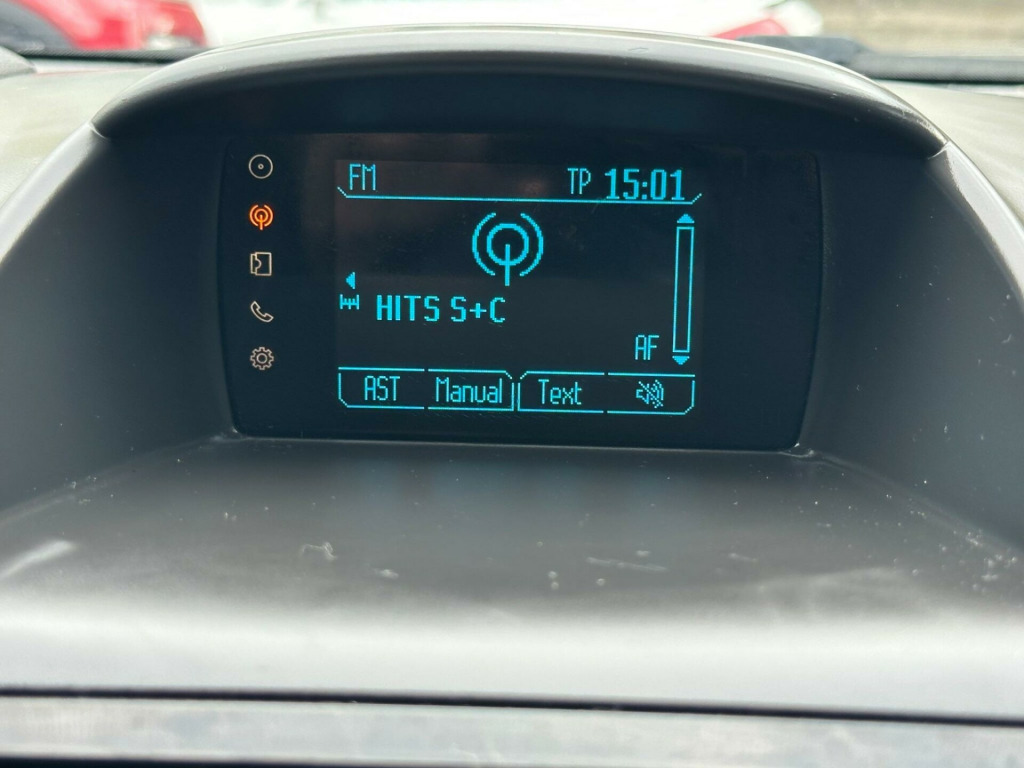 FM TP 15:01
HITS S+C
AF
AST Manual Text